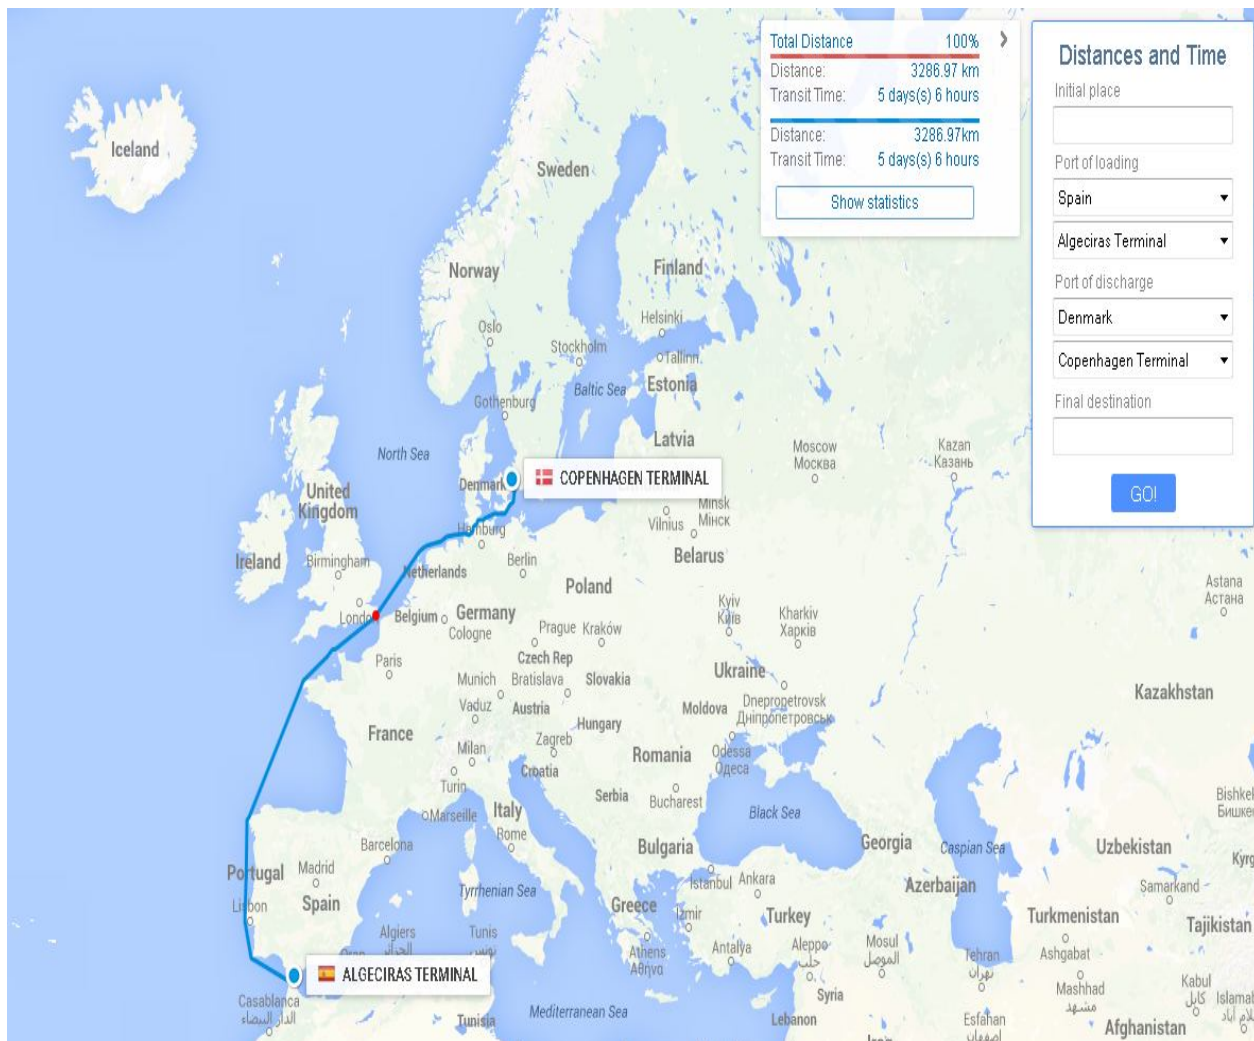 Total Distance 100%
Distance: 3286.97 km
Transit Time: 5 days(s) 6 hours
Distance: 3286.97km
Transit Time: 5 days(s) 6 hours
Show statistics
Distances and Time
Initial place
Port of loading
Spain
Algeciras Terminal
Port of discharge
Denmark
Copenhagen Terminal
Final destination
GO!
Iceland
Sweden
Norway
Finland
Oslo
Helsinki
Stockholm
Tallinn
Baltic Sea
Estonia
Gothenburg
Latvia
North Sea
Moscow
Москва
Kazan
Казань
Denmark
COPENHAGEN TERMINAL
United
Kingdom
Minsk
Мінск
Vilnius
Hamburg
Ireland
Birmingham
Berlin
Belarus
Netherlands
Poland
Astana
Астана
London
Belgium
Germany
Cologne
Kyiv
Київ
Kharkiv
Харків
Prague
Kraków
Paris
Czech Rep
Munich
Bratislava
Slovakia
Ukraine
Vaduz
Austria
Moldova
Dnepropetrovsk
Дніпропетровськ
Kazakhstan
France
Hungary
Milan
Zagreb
Romania
Odessa
Одеса
Turin
Croatia
Marseille
Italy
Serbia
Bucharest
Black Sea
Rome
Barcelona
Bulgaria
Georgia
Caspian Sea
Uzbekistan
Portugal
Madrid
Istanbul
Ankara
Azerbaijan
Samarkand
Tyrrhenian Sea
Lisbon
Spain
Greece
Izmir
Turkey
Turkmenistan
Tajikistan
Algiers
الجزائر
Tunis
تونس
Athens
Αθήνα
Antalya
Aleppo
حلب
Mosul
الموصل
Tehran
تهران
Ashgabat
ALGECIRAS TERMINAL
Mashhad
مشهد
Kabul
کابل
Casablanca
الدار البيضاء
Syria
Mediterranean Sea
Tunisia
Lebanon
Esfahan
اصفهان
Afghanistan